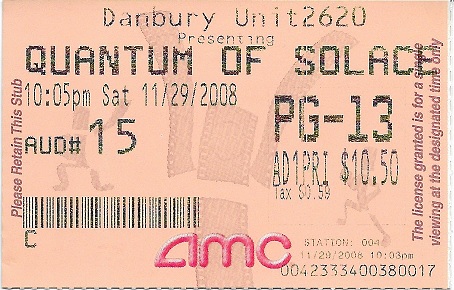 Danbury Unit2620
Presenting
QUANTUM OF SOLACE
10:05pm Sat 11/29/2008
PG-13
AUD# 15
AD1PRI $10.50
Tax $0.59
C
amc
STATION: 004
11/29/2008 10:03pm
0042333400380017
Please Retain This Stub
The license granted is for a single
viewing at the designated time only